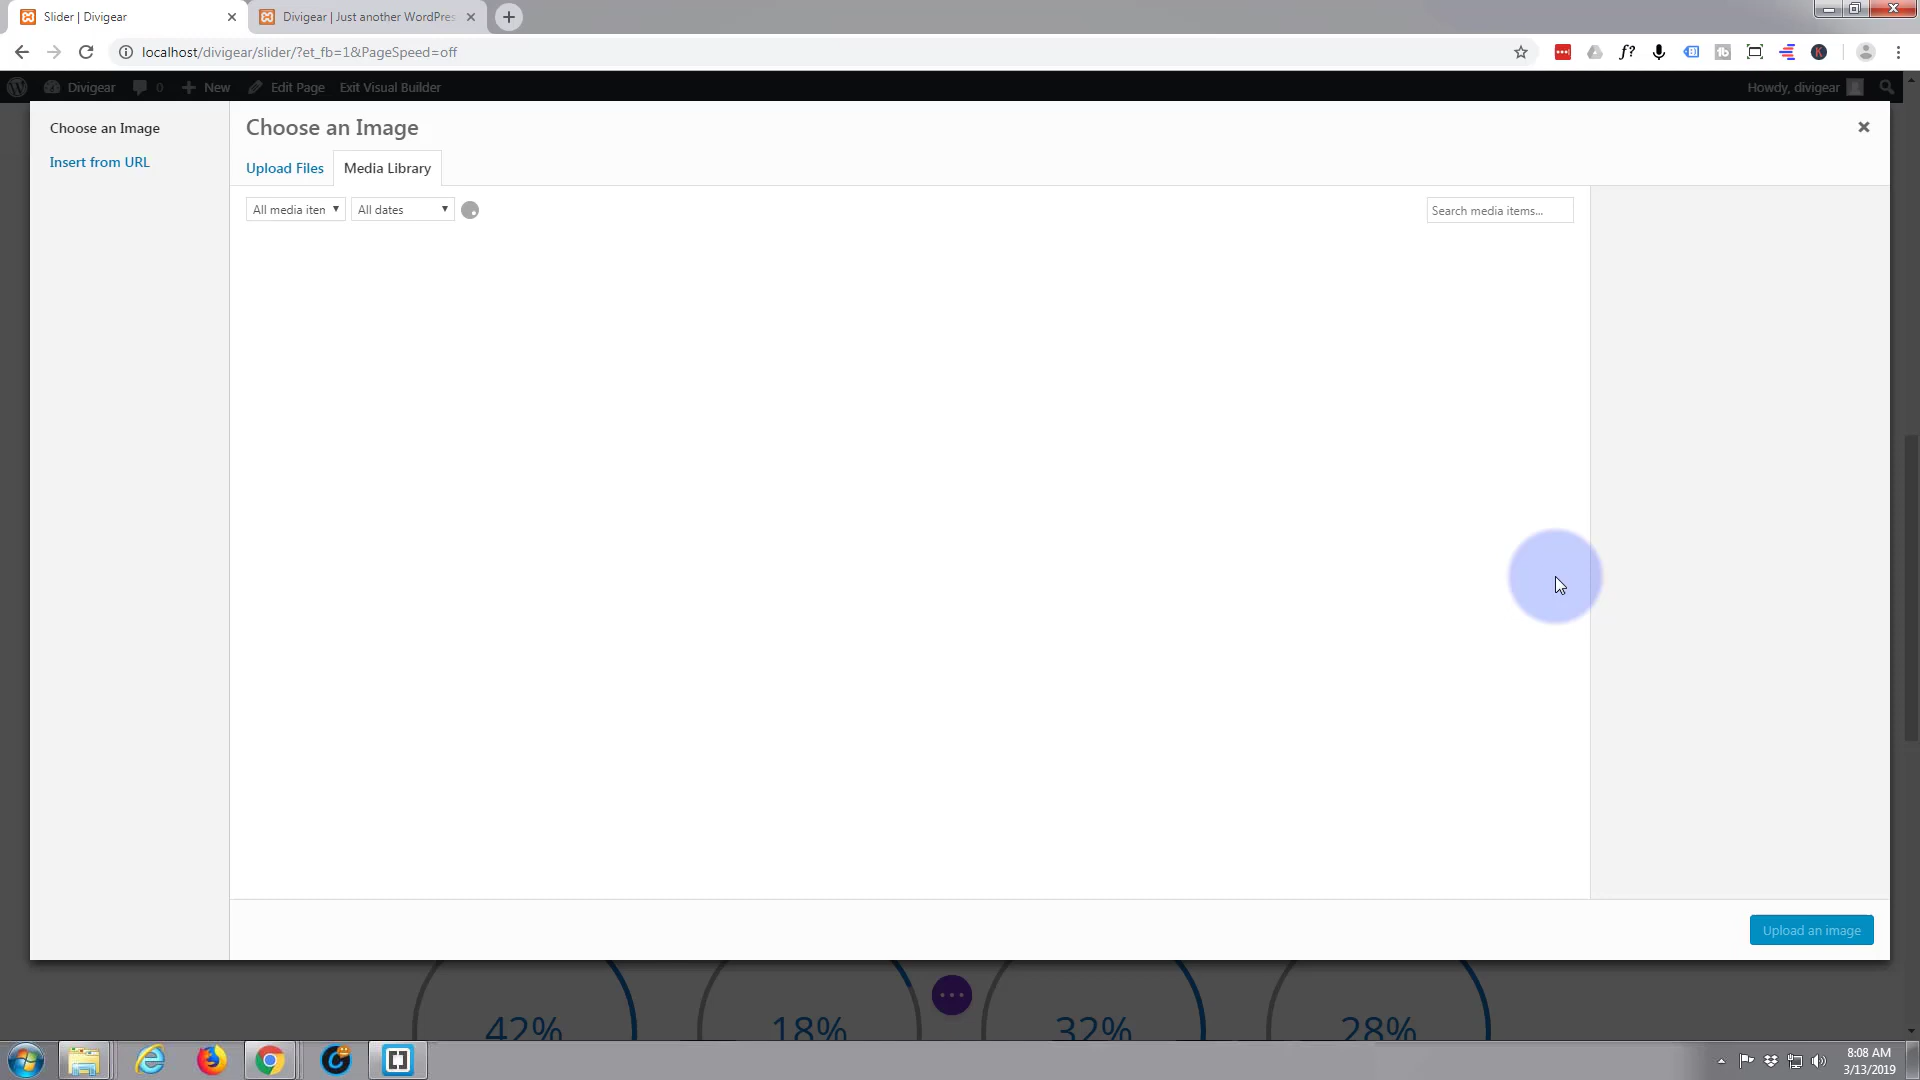 Slider | Divigear
Divigear | Just another WordPres
localhost/divigear/slider/?et_fb=1&PageSpeed=off
f?
tb
K
Divigear
0
New
Edit Page
Exit Visual Builder
Howdy, divigear
Choose an Image
Insert from URL
Choose an Image
Upload Files
Media Library
All media iten
All dates
Search media items...
Upload an image
42%
18%
32%
28%
8:08 AM
3/13/2019